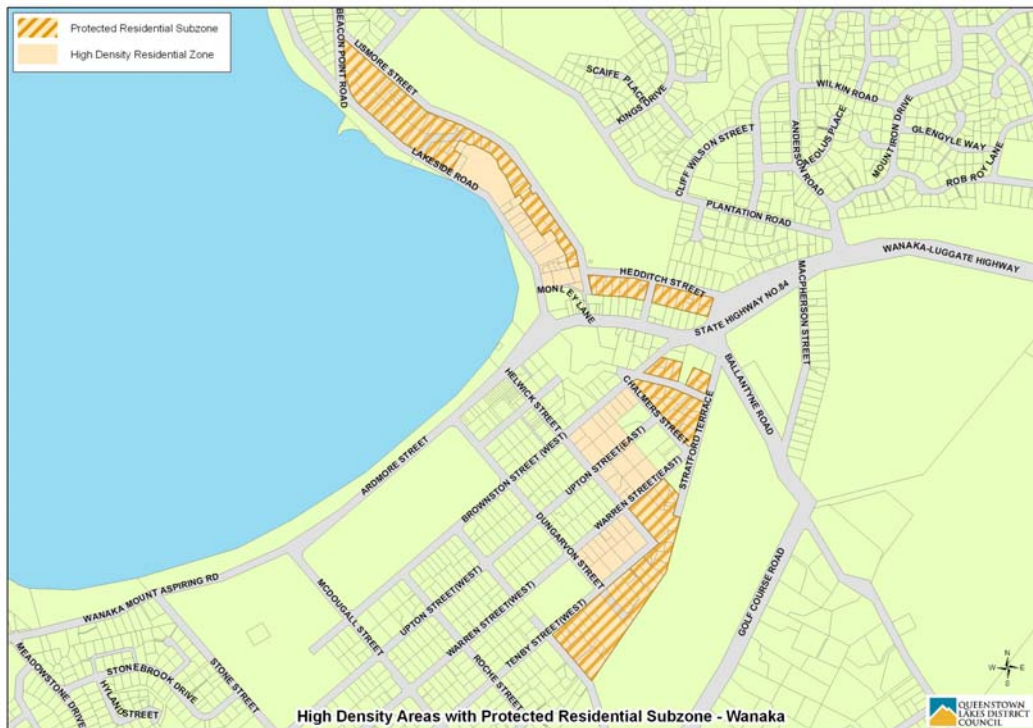 Protected Residential Subzone
High Density Residential Zone
BEACON POINT ROAD
LISMORE STREET
LAKESIDE ROAD
SCAIFE PLACE
KINGS DRIVE
WILKIN ROAD
CLIFF WILSON STREET
ANDERSON ROAD
AEOLUS PLACE
MOUNT IRON DRIVE
GLENGYLE WAY
ROB ROY LANE
PLANTATION ROAD
WANAKA-LUGGATE HIGHWAY
HEDDITCH STREET
MONLEY LANE
STATE HIGHWAY NO.84
MACPHERSON STREET
BALLANTYNE ROAD
HELWICK STREET
CHALMERS STREET
STRATFORD TERRACE
ARDMORE STREET
BROWNSTON STREET (WEST)
UPTON STREET(EAST)
WARREN STREET(EAST)
DUNGARVON STREET
WANAKA MOUNT ASPIRING RD
MCDOUGALL STREET
UPTON STREET(WEST)
WARREN STREET(WEST)
TENBY STREET(WEST)
ROCHE STREET
GOLF COURSE ROAD
MEADOWSTONE DRIVE
STONEBROOK DRIVE
HYLAND STREET
STONE STREET
N
W E
S
High Density Areas with Protected Residential Subzone - Wanaka
QUEENSTOWN
LAKES DISTRICT
COUNCIL